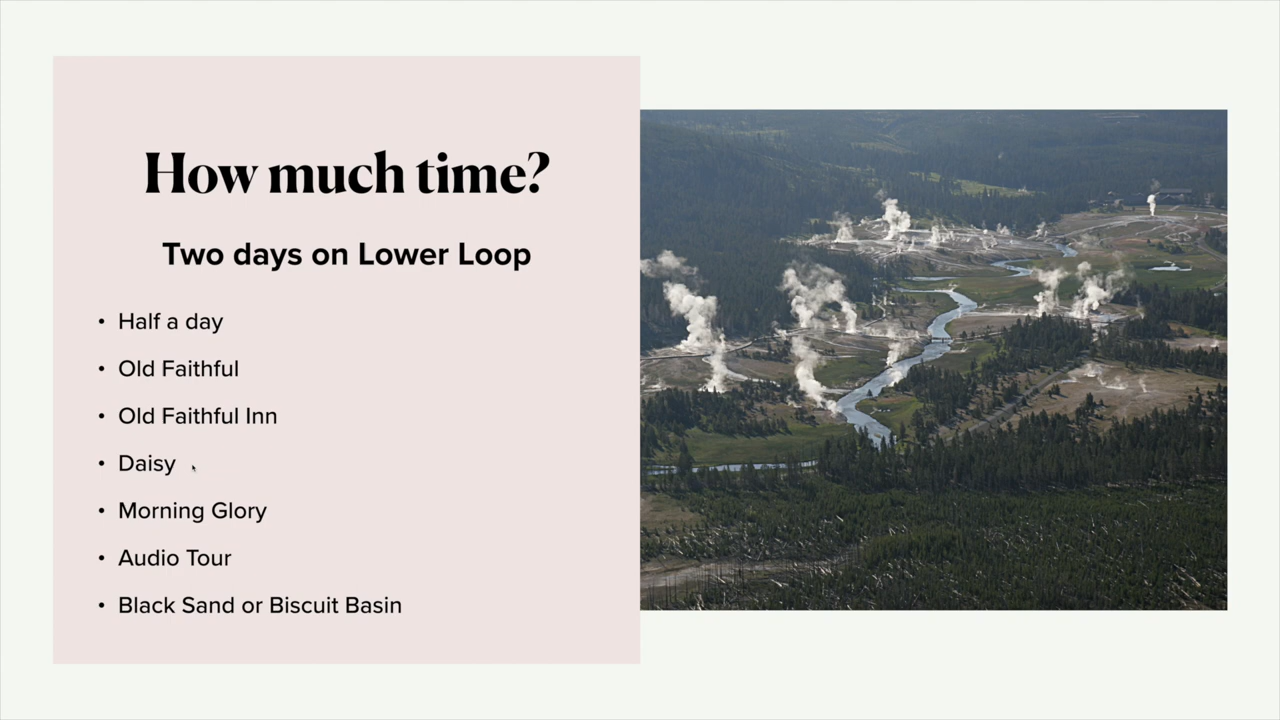 How much time?
Two days on Lower Loop
• Half a day
• Old Faithful
• Old Faithful Inn
• Daisy
• Morning Glory
• Audio Tour
• Black Sand or Biscuit Basin